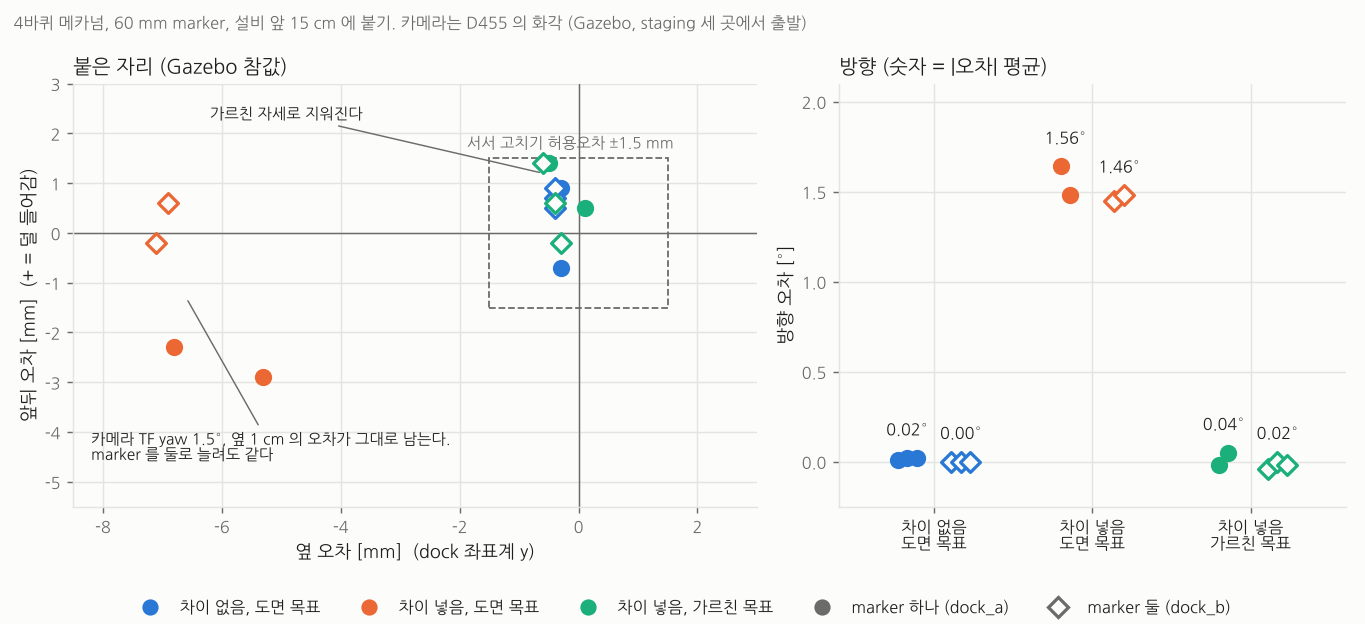 4바퀴 메카넘, 60 mm marker, 설비 앞 15 cm 에 붙기. 카메라는 D455 의 화각 (Gazebo, staging 세 곳에서 출발)
붙은 자리 (Gazebo 참값)
3
2
1
0
-1
-2
-3
-4
-5
앞뒤 오차 [mm]  (+ = 덜 들어감)
가르친 자세로 지워진다
서서 고치기 허용오차 ±1.5 mm
카메라 TF yaw 1.5°, 옆 1 cm 의 오차가 그대로 남는다.
marker 를 둘로 늘려도 같다
-8
-6
-4
-2
0
2
옆 오차 [mm]  (dock 좌표계 y)
방향 (숫자 = |오차| 평균)
2.0
1.5
1.0
0.5
0.0
방향 오차 [°]
1.56°
1.46°
0.02°
0.00°
0.04°
0.02°
차이 없음
도면 목표
차이 넣음
도면 목표
차이 넣음
가르친 목표
차이 없음, 도면 목표
차이 넣음, 도면 목표
차이 넣음, 가르친 목표
marker 하나 (dock_a)
marker 둘 (dock_b)